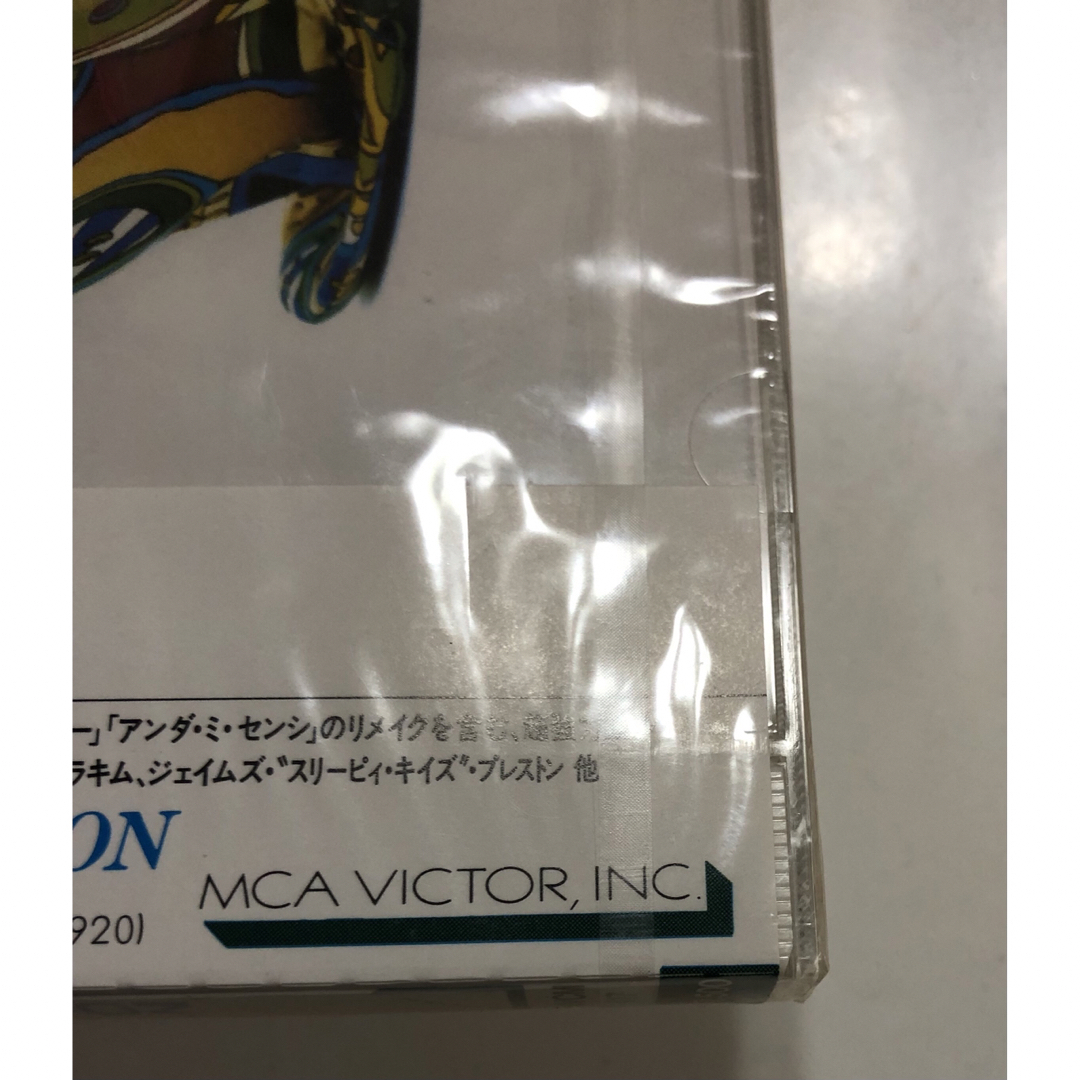 ー」「アンダ・ミ・センシ」のリメイクを含む、
ラキム、ジェイムズ・"スリーピィ・キイズ"・プレストン 他
ON
MCA VICTOR, INC.
920)